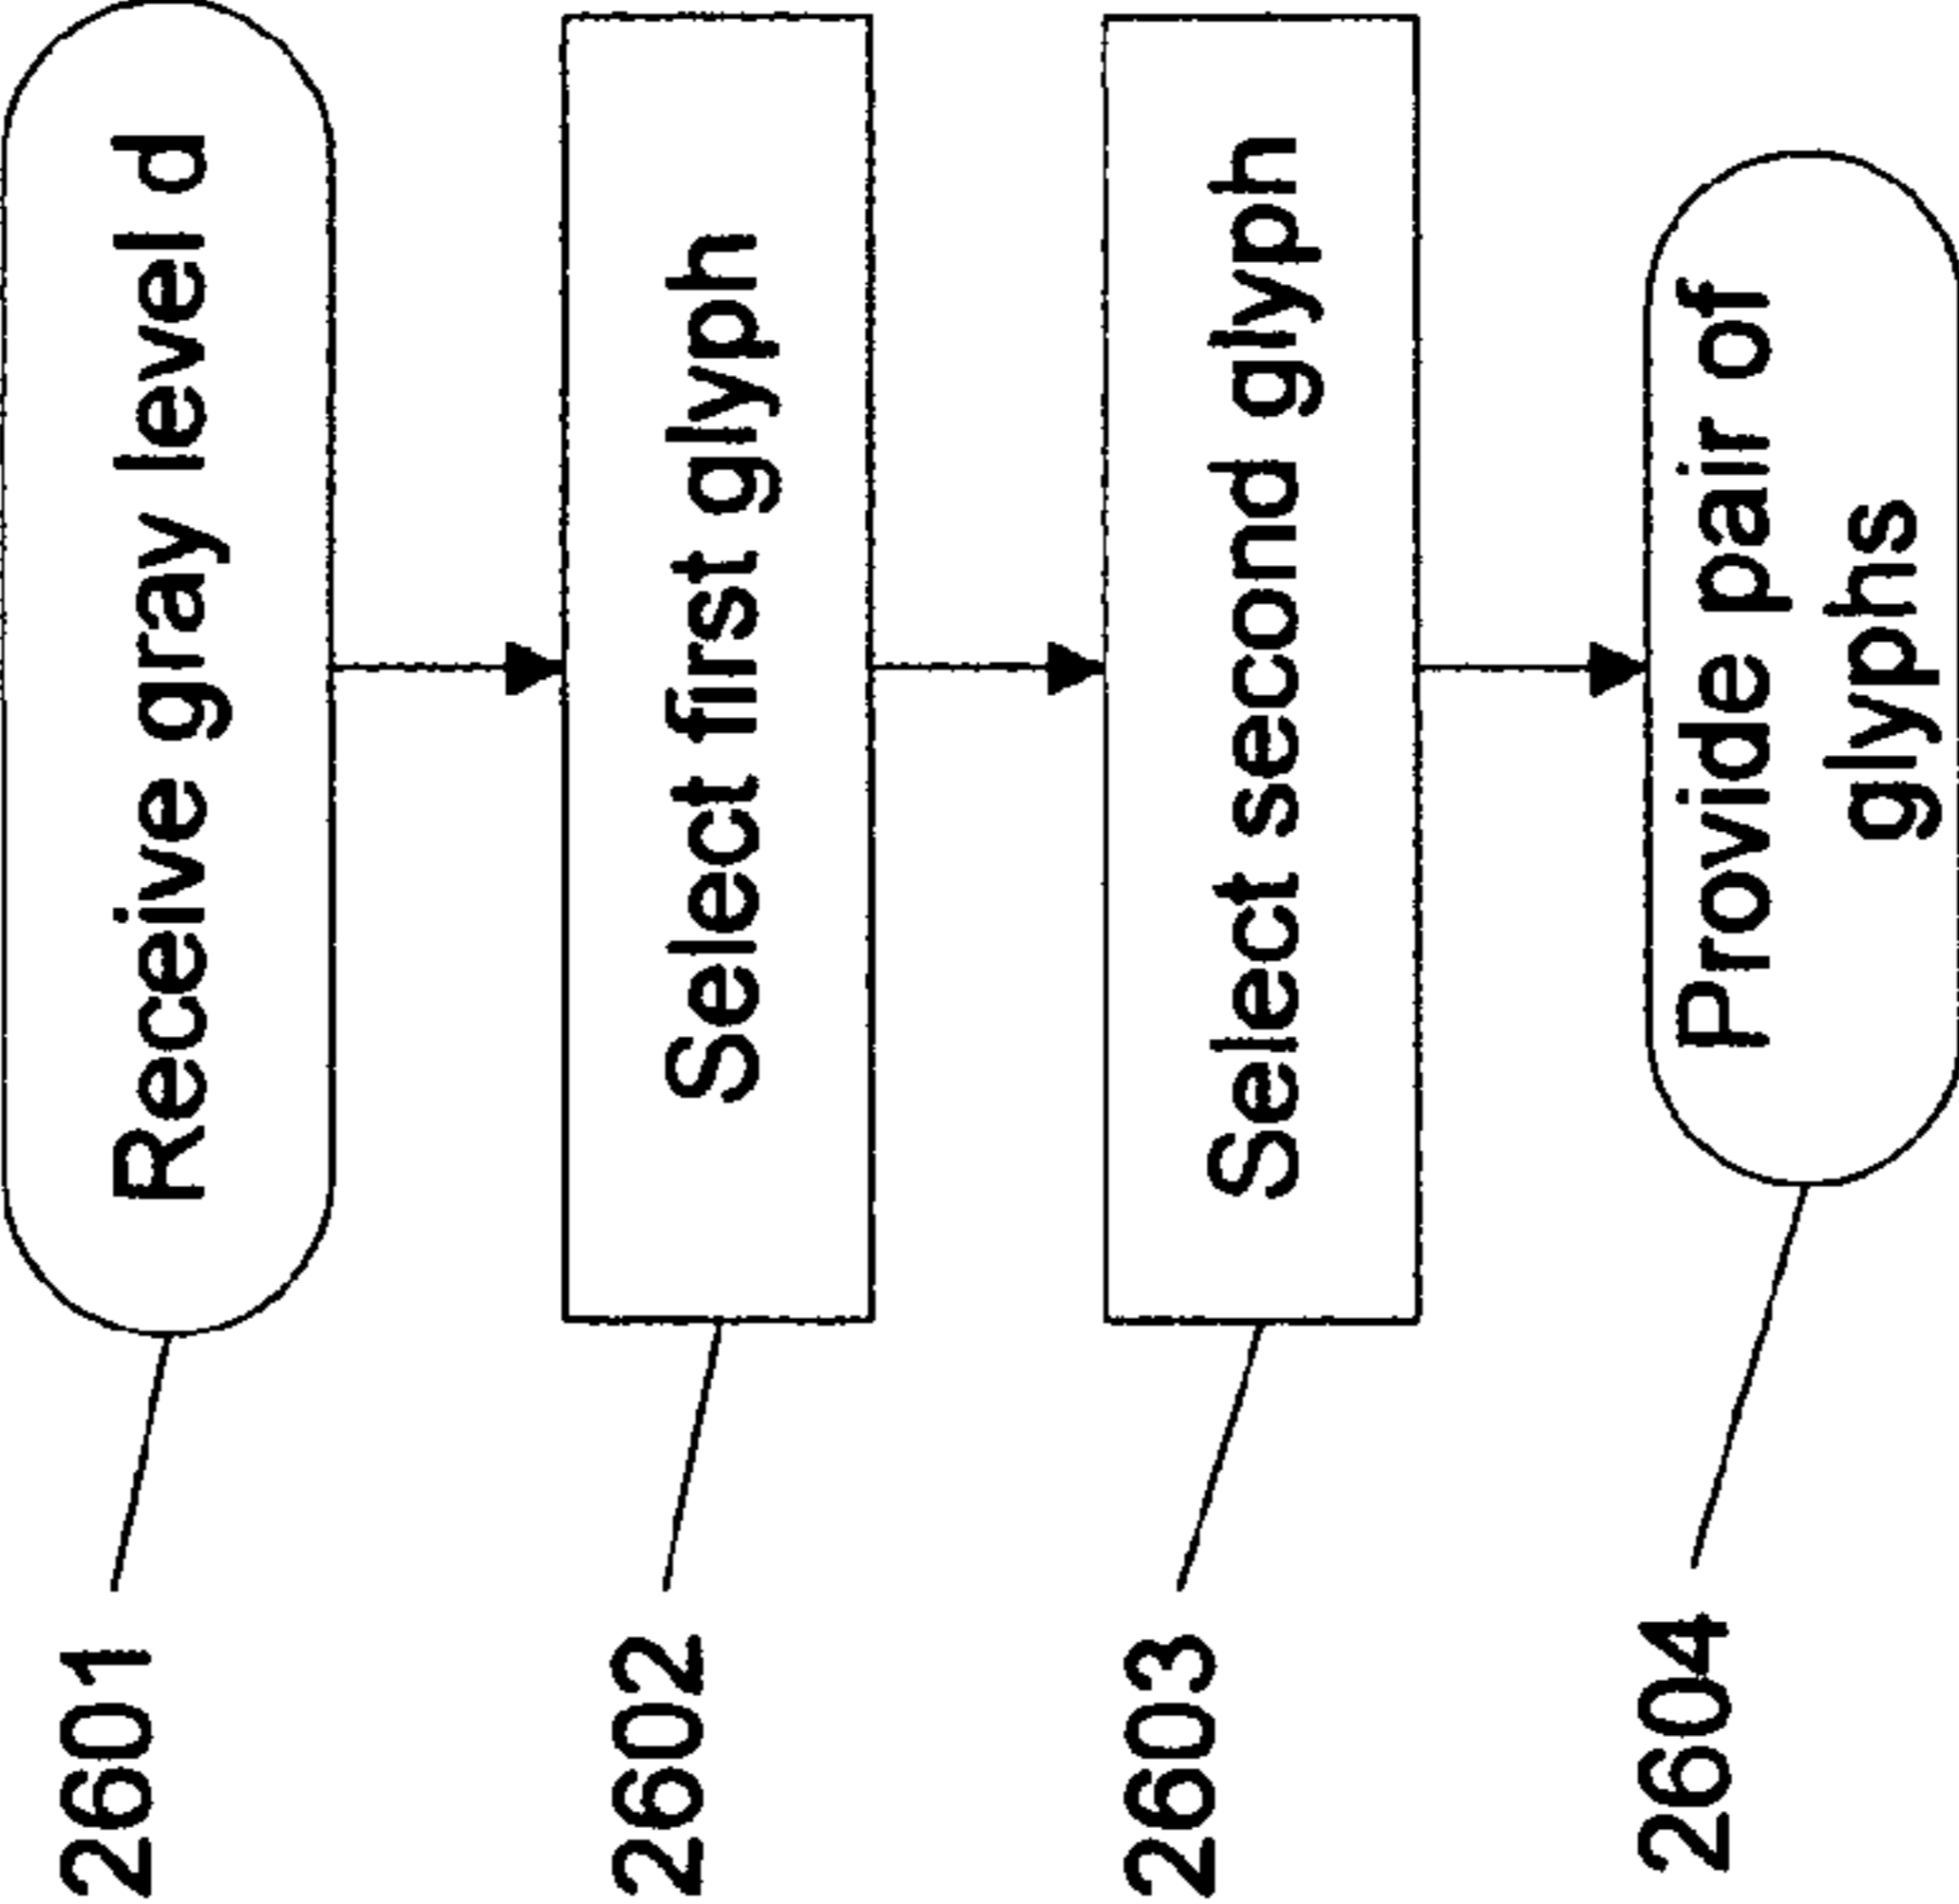 2601 Receive gray level d
2602 Select first glyph
2603 Select second glyph
2604 Provide pair of
glyphs